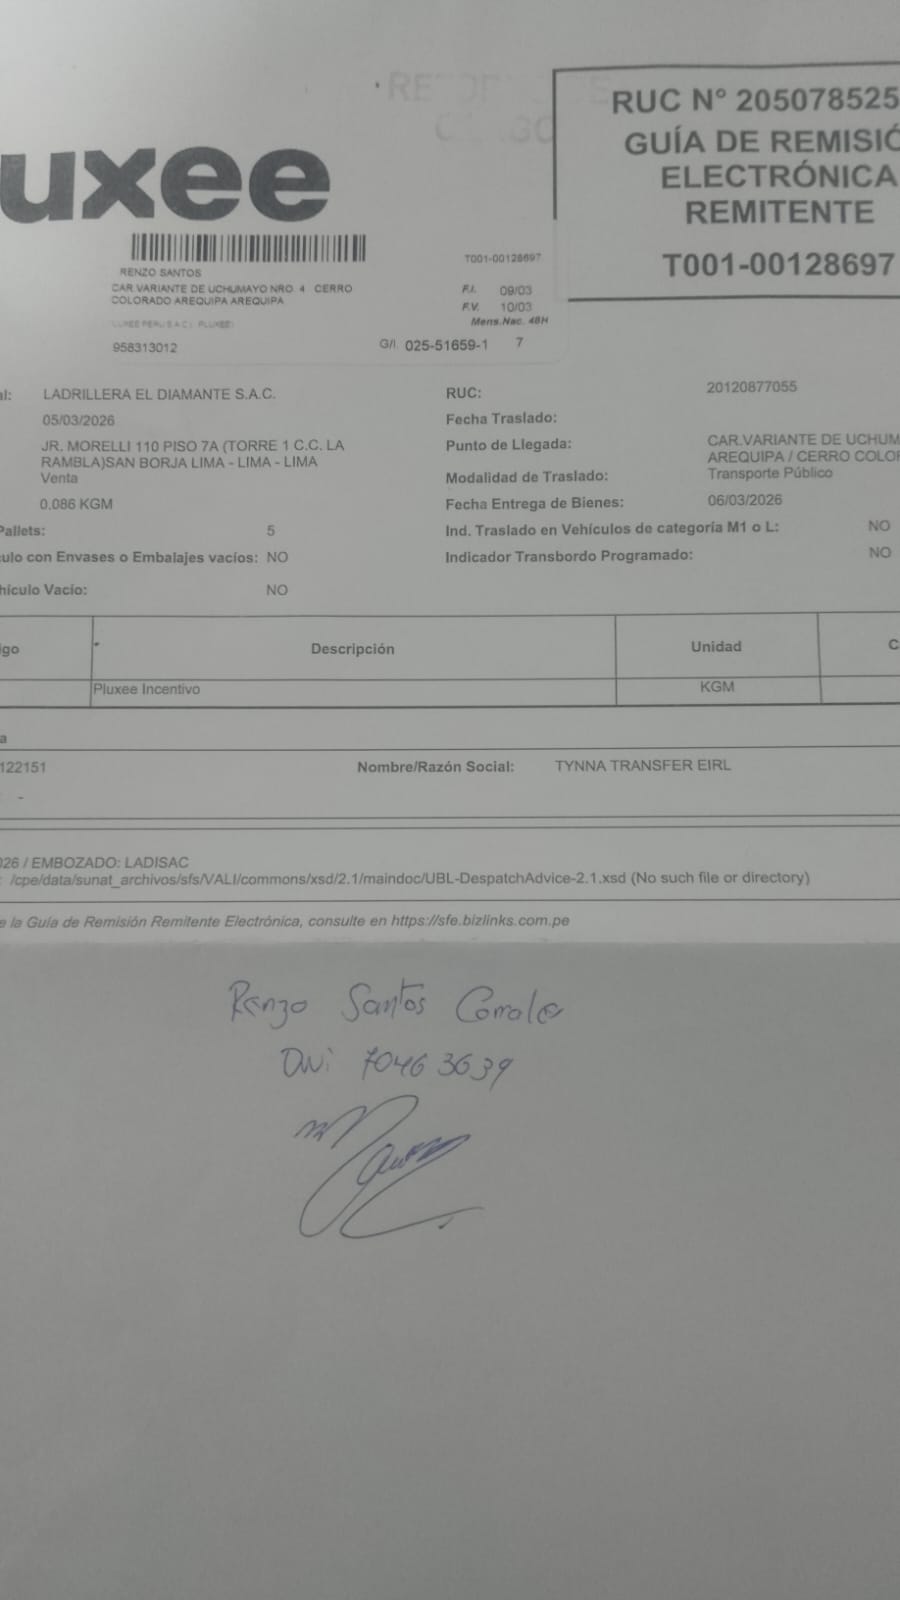 uxee
RUC N° 205078525
GUÍA DE REMISIÓ
ELECTRÓNICA
REMITENTE
T001-00128697
RENZO SANTOS
CAR.VARIANTE DE UCHUMAYO NRO. 4 CERRO
COLORADO AREQUIPA AREQUIPA
958313012
T001-00128697
F.I. 09/03
F.V. 10/03
Mens.Nac. 48H
G/I. 025-51659-1 7
al: LADRILLERA EL DIAMANTE S.A.C.
05/03/2026
JR. MORELLI 110 PISO 7A (TORRE 1 C.C. LA
RAMBLA)SAN BORJA LIMA - LIMA - LIMA
Venta
0.086 KGM
Pallets: 5
ulo con Envases o Embalajes vacíos: NO
hículo Vacío: NO
RUC: 20120877055
Fecha Traslado:
Punto de Llegada: CAR.VARIANTE DE UCHUM
AREQUIPA / CERRO COLOR
Modalidad de Traslado: Transporte Público
Fecha Entrega de Bienes: 06/03/2026
Ind. Traslado en Vehículos de categoría M1 o L: NO
Indicador Transbordo Programado: NO
igo Descripción Unidad C
Pluxee Incentivo KGM
a
122151 Nombre/Razón Social: TYNNA TRANSFER EIRL
-
026 / EMBOZADO: LADISAC
: /cpe/data/sunat_archivos/sfs/VALI/commons/xsd/2.1/maindoc/UBL-DespatchAdvice-2.1.xsd (No such file or directory)
e la Guía de Remisión Remitente Electrónica, consulte en https://sfe.bizlinks.com.pe
Renzo Santos
Dni 70463639